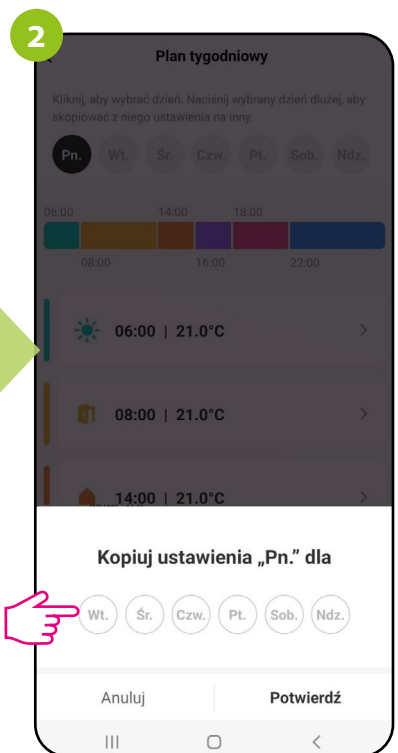 2
Plan tygodniowy
Kliknij, aby wybrać dzień. Naciśnij wybrany dzień dłużej, aby
skopiować z niego ustawienia na inny.
Pn. Wt. Śr. Czw. Pt. Sob. Ndz.
06:00 14:00 18:00
08:00 16:00 22:00
06:00 | 21.0°C
08:00 | 21.0°C
14:00 | 21.0°C
Kopiuj ustawienia „Pn.” dla
Wt. Śr. Czw. Pt. Sob. Ndz.
Anuluj Potwierdź